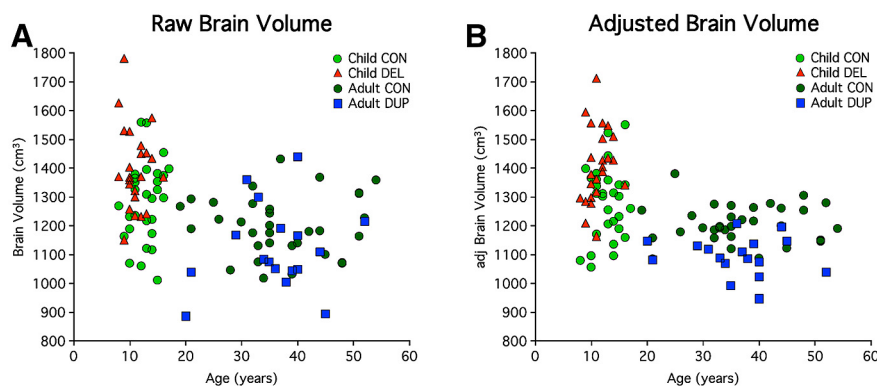 A
Raw Brain Volume
Brain Volume (cm³)
1800
1700
1600
1500
1400
1300
1200
1100
1000
900
800
0
10
20
30
40
50
60
Age (years)
Child CON
Child DEL
Adult CON
Adult DUP
B
Adjusted Brain Volume
adj Brain Volume (cm³)
1800
1700
1600
1500
1400
1300
1200
1100
1000
900
800
0
10
20
30
40
50
60
Age (years)
Child CON
Child DEL
Adult CON
Adult DUP